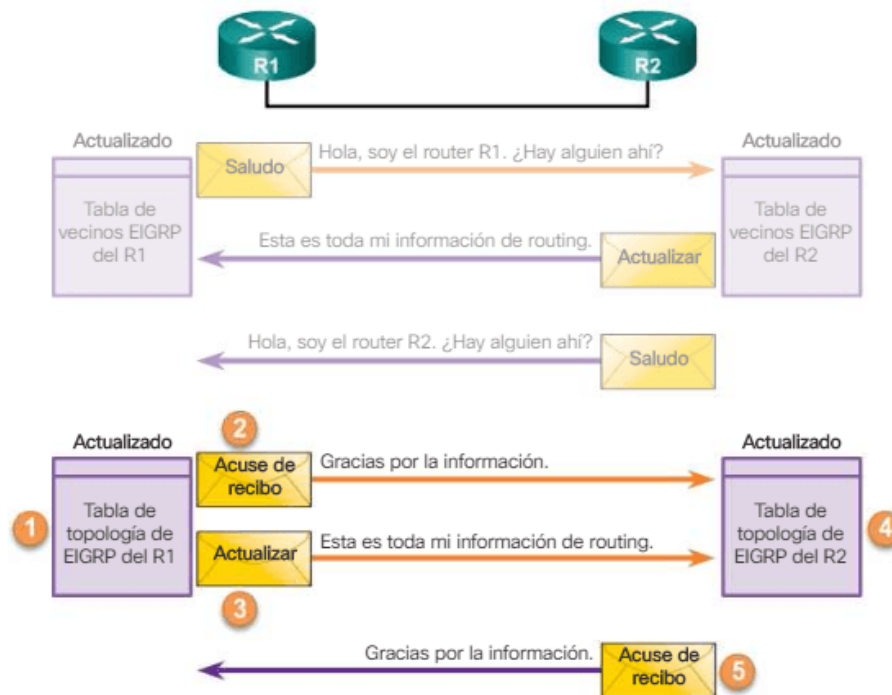 R1
R2
Actualizado
Actualizado
Saludo
Hola, soy el router R1. ¿Hay alguien ahí?
Tabla de
vecinos EIGRP
del R1
Tabla de
vecinos EIGRP
del R2
Esta es toda mi información de routing.
Actualizar
Hola, soy el router R2. ¿Hay alguien ahí?
Saludo
Actualizado
Actualizado
2
Acuse de
recibo
Gracias por la información.
1
Tabla de
topología de
EIGRP del R1
Tabla de
topología de
EIGRP del R2
4
Actualizar
Esta es toda mi información de routing.
3
Gracias por la información.
Acuse de
recibo
5